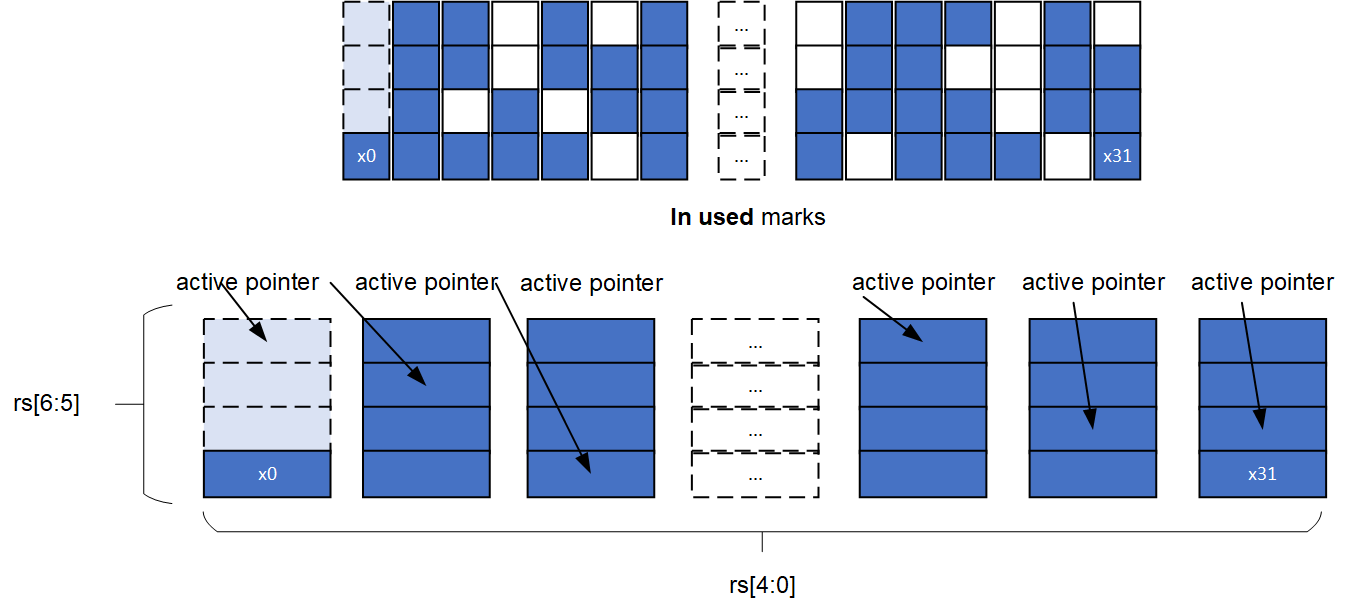 ...
...
...
x0 ... x31
In used marks
active pointer active pointer active pointer active pointer active pointer active pointer
...
...
rs[6:5]
...
x0 ... x31
rs[4:0]